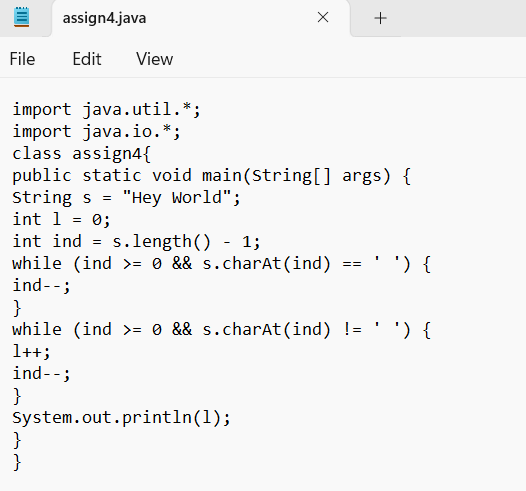 assign4.java
File Edit View
import java.util.*;
import java.io.*;
class assign4{
public static void main(String[] args) {
String s = "Hey World";
int l = 0;
int ind = s.length() - 1;
while (ind >= 0 && s.charAt(ind) == ' ') {
ind--;
}
while (ind >= 0 && s.charAt(ind) != ' ') {
l++;
ind--;
}
System.out.println(l);
}
}